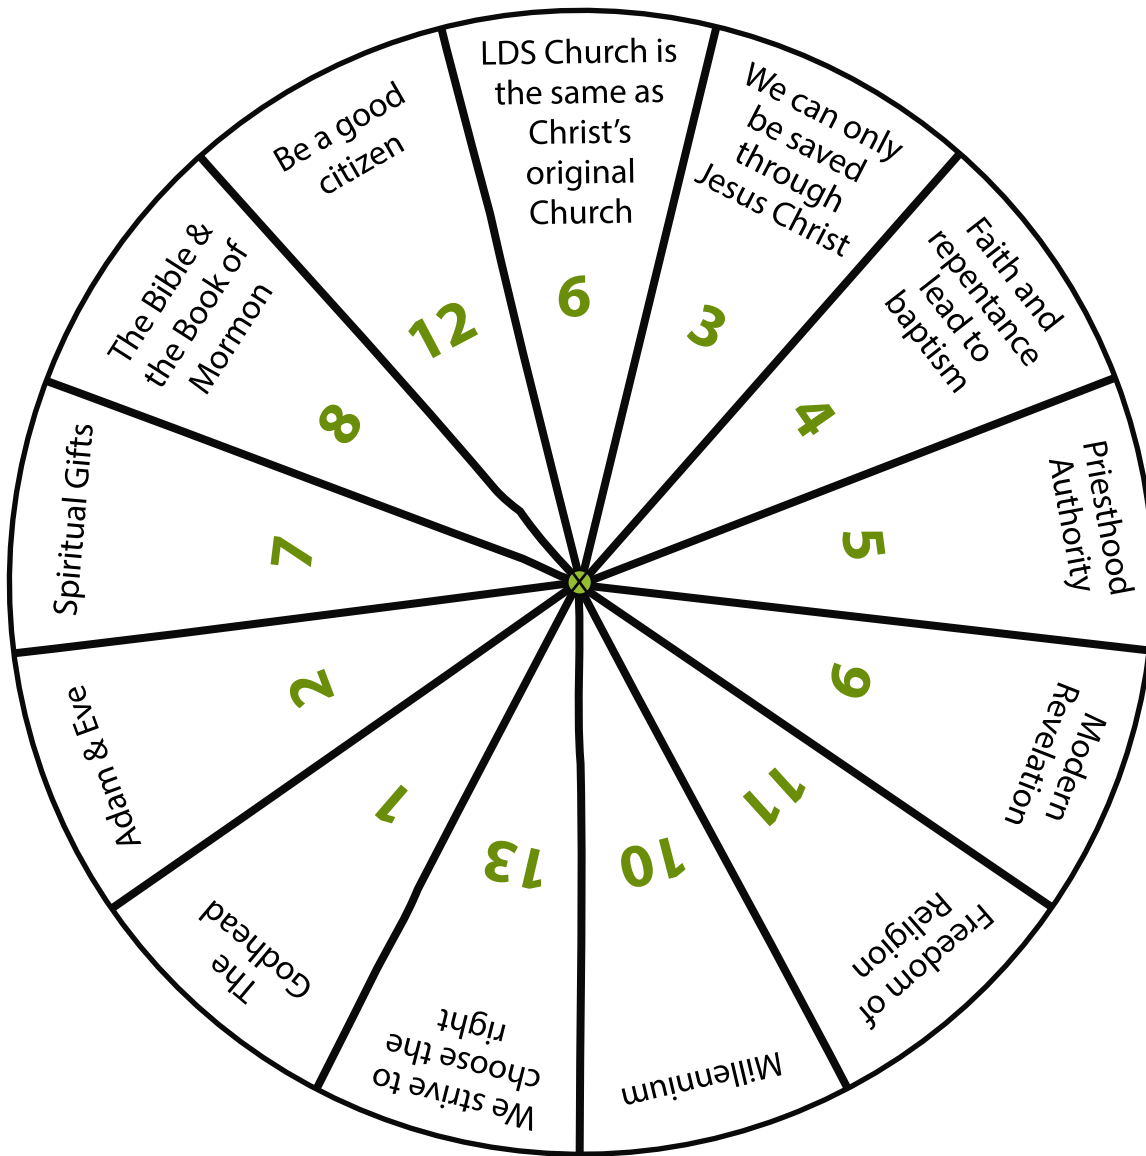 LDS Church is
the same as
Christ's
original
Church
6
We can only
be saved
through
Jesus Christ
3
Faith and
repentance
lead to
baptism
4
Priesthood
Authority
5
Modern
Revelation
9
Freedom of
Religion
11
Millennium
10
We strive to
choose the
right
13
The
Godhead
1
Adam & Eve
2
Spiritual Gifts
7
The Bible &
the Book of
Mormon
8
Be a good
citizen
12